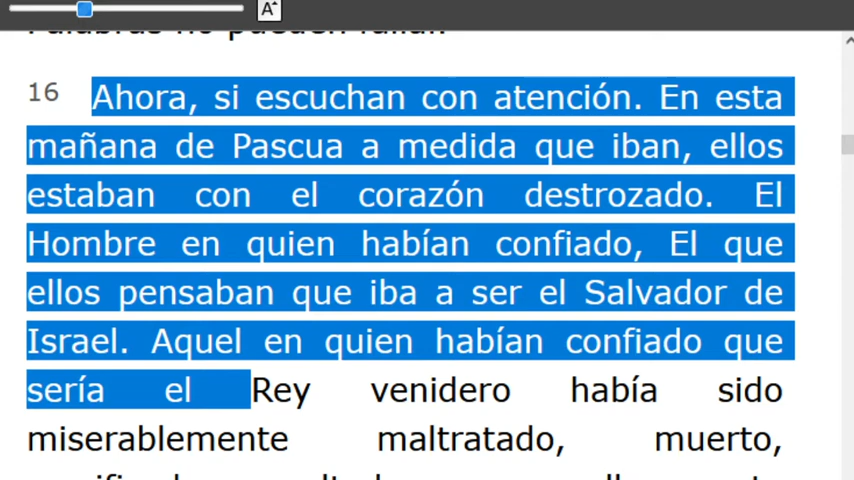 A
16 Ahora, si escuchan con atención. En esta
mañana de Pascua a medida que iban, ellos
estaban con el corazón destrozado. El
Hombre en quien habían confiado, El que
ellos pensaban que iba a ser el Salvador de
Israel. Aquel en quien habían confiado que
sería el Rey venidero había sido
miserablemente maltratado, muerto,